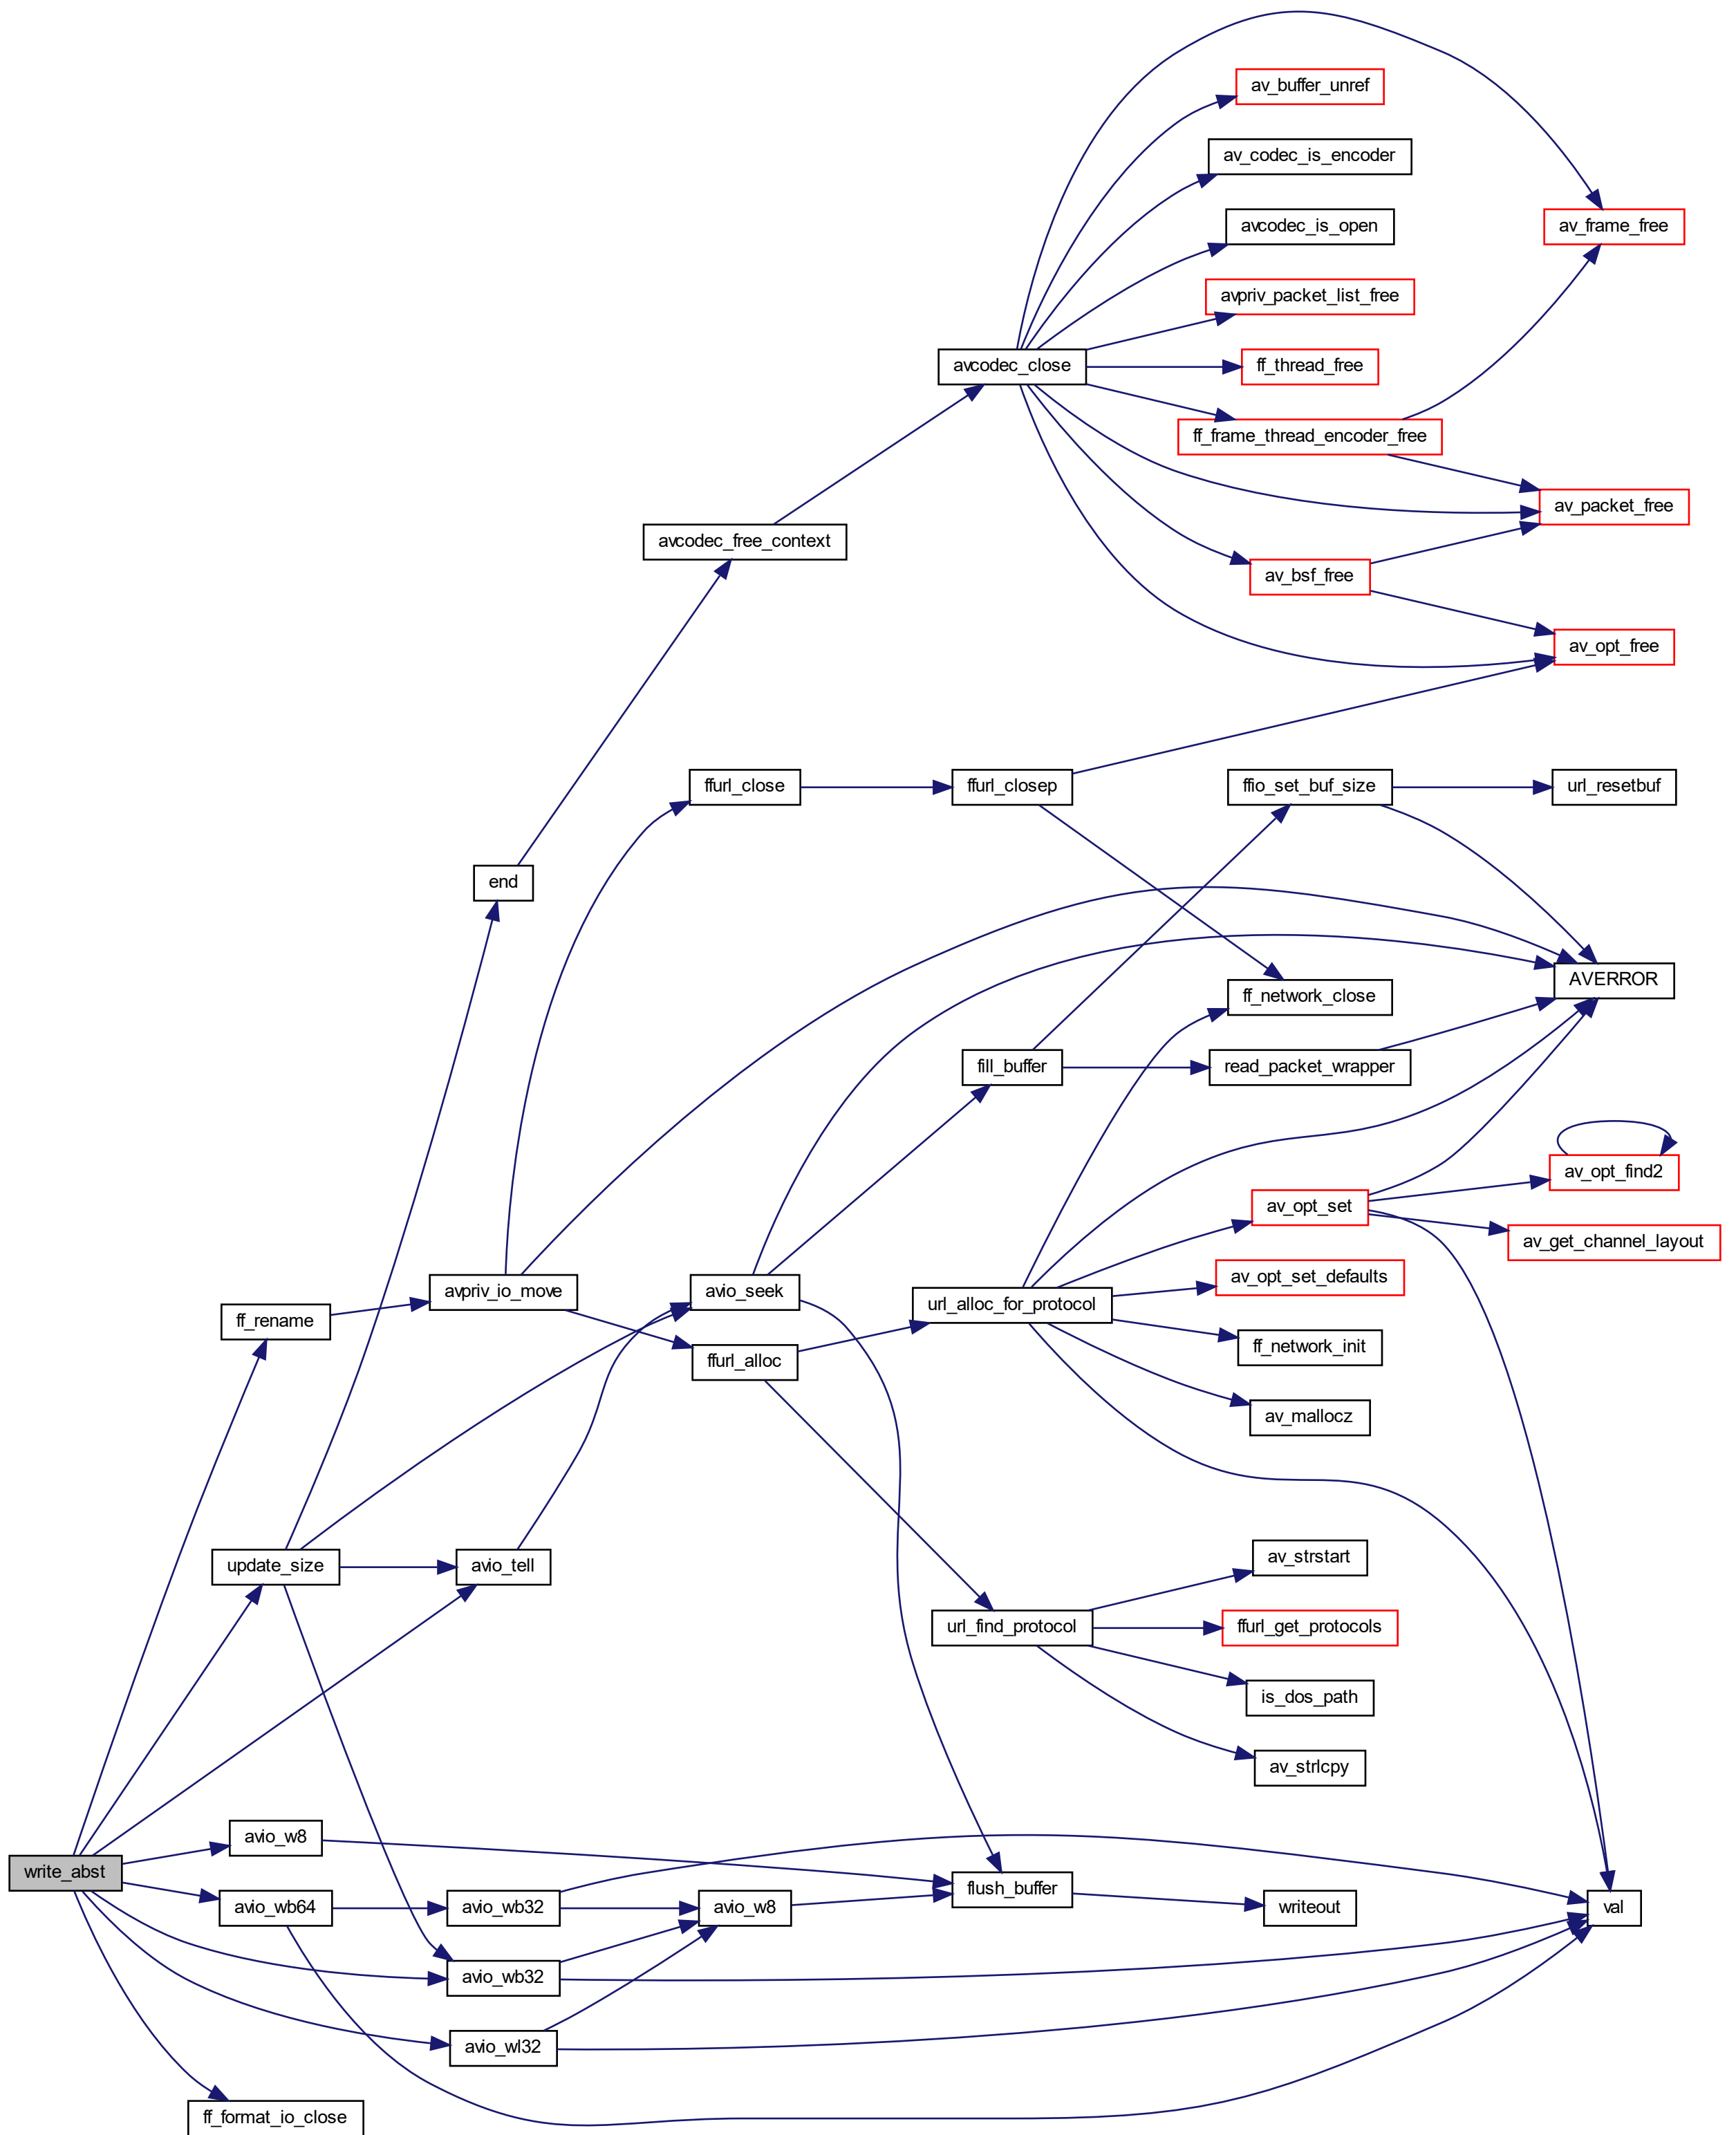 av_buffer_unref
av_codec_is_encoder
avcodec_is_open
av_frame_free
avpriv_packet_list_free
avcodec_close
ff_thread_free
ff_frame_thread_encoder_free
av_packet_free
avcodec_free_context
av_bsf_free
av_opt_free
ffurl_close
ffurl_closep
ffio_set_buf_size
url_resetbuf
end
AVERROR
ff_network_close
fill_buffer
read_packet_wrapper
av_opt_find2
av_opt_set
av_get_channel_layout
av_opt_set_defaults
avpriv_io_move
avio_seek
url_alloc_for_protocol
ff_rename
ff_network_init
ffurl_alloc
av_mallocz
av_strstart
update_size
avio_tell
url_find_protocol
ffurl_get_protocols
is_dos_path
av_strlcpy
avio_w8
write_abst
flush_buffer
avio_wb64
avio_wb32
avio_w8
writeout
val
avio_wb32
avio_wl32
ff_format_io_close